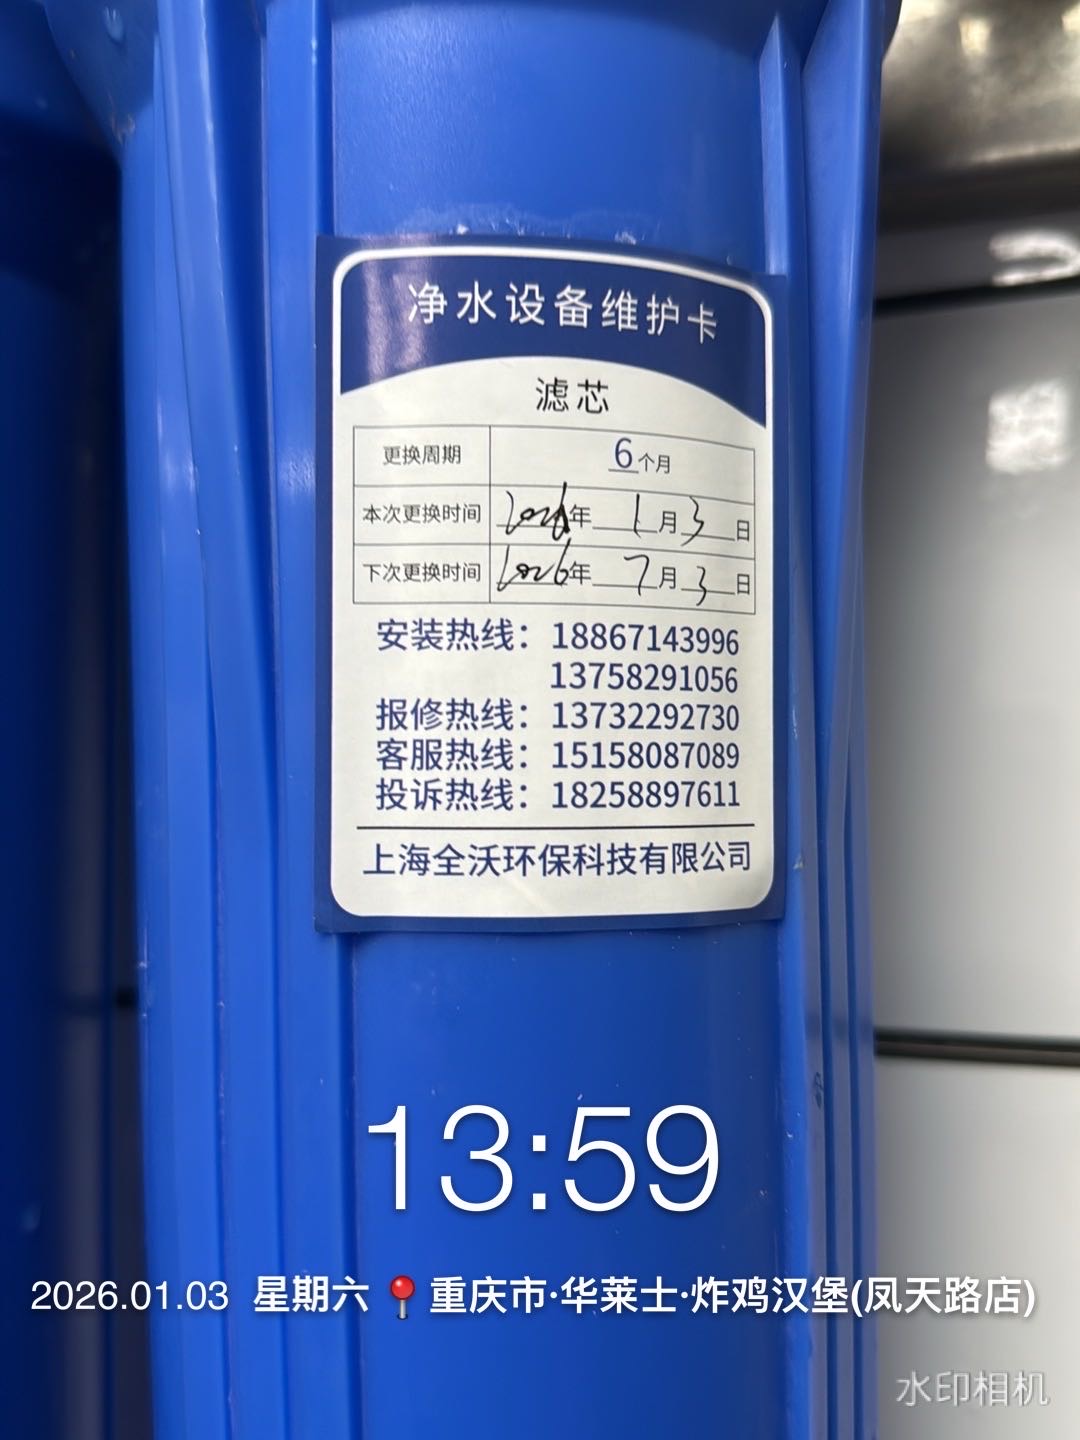 净水设备维护卡
滤芯
更换周期 6个月
本次更换时间 2026年1月3日
下次更换时间 2026年7月3日
安装热线：18867143996
13758291056
报修热线：13732292730
客服热线：15158087089
投诉热线：18258897611
上海全沃环保科技有限公司
13:59
2026.01.03 星期六 📍重庆市·华莱士·炸鸡汉堡(凤天路店)
水印相机